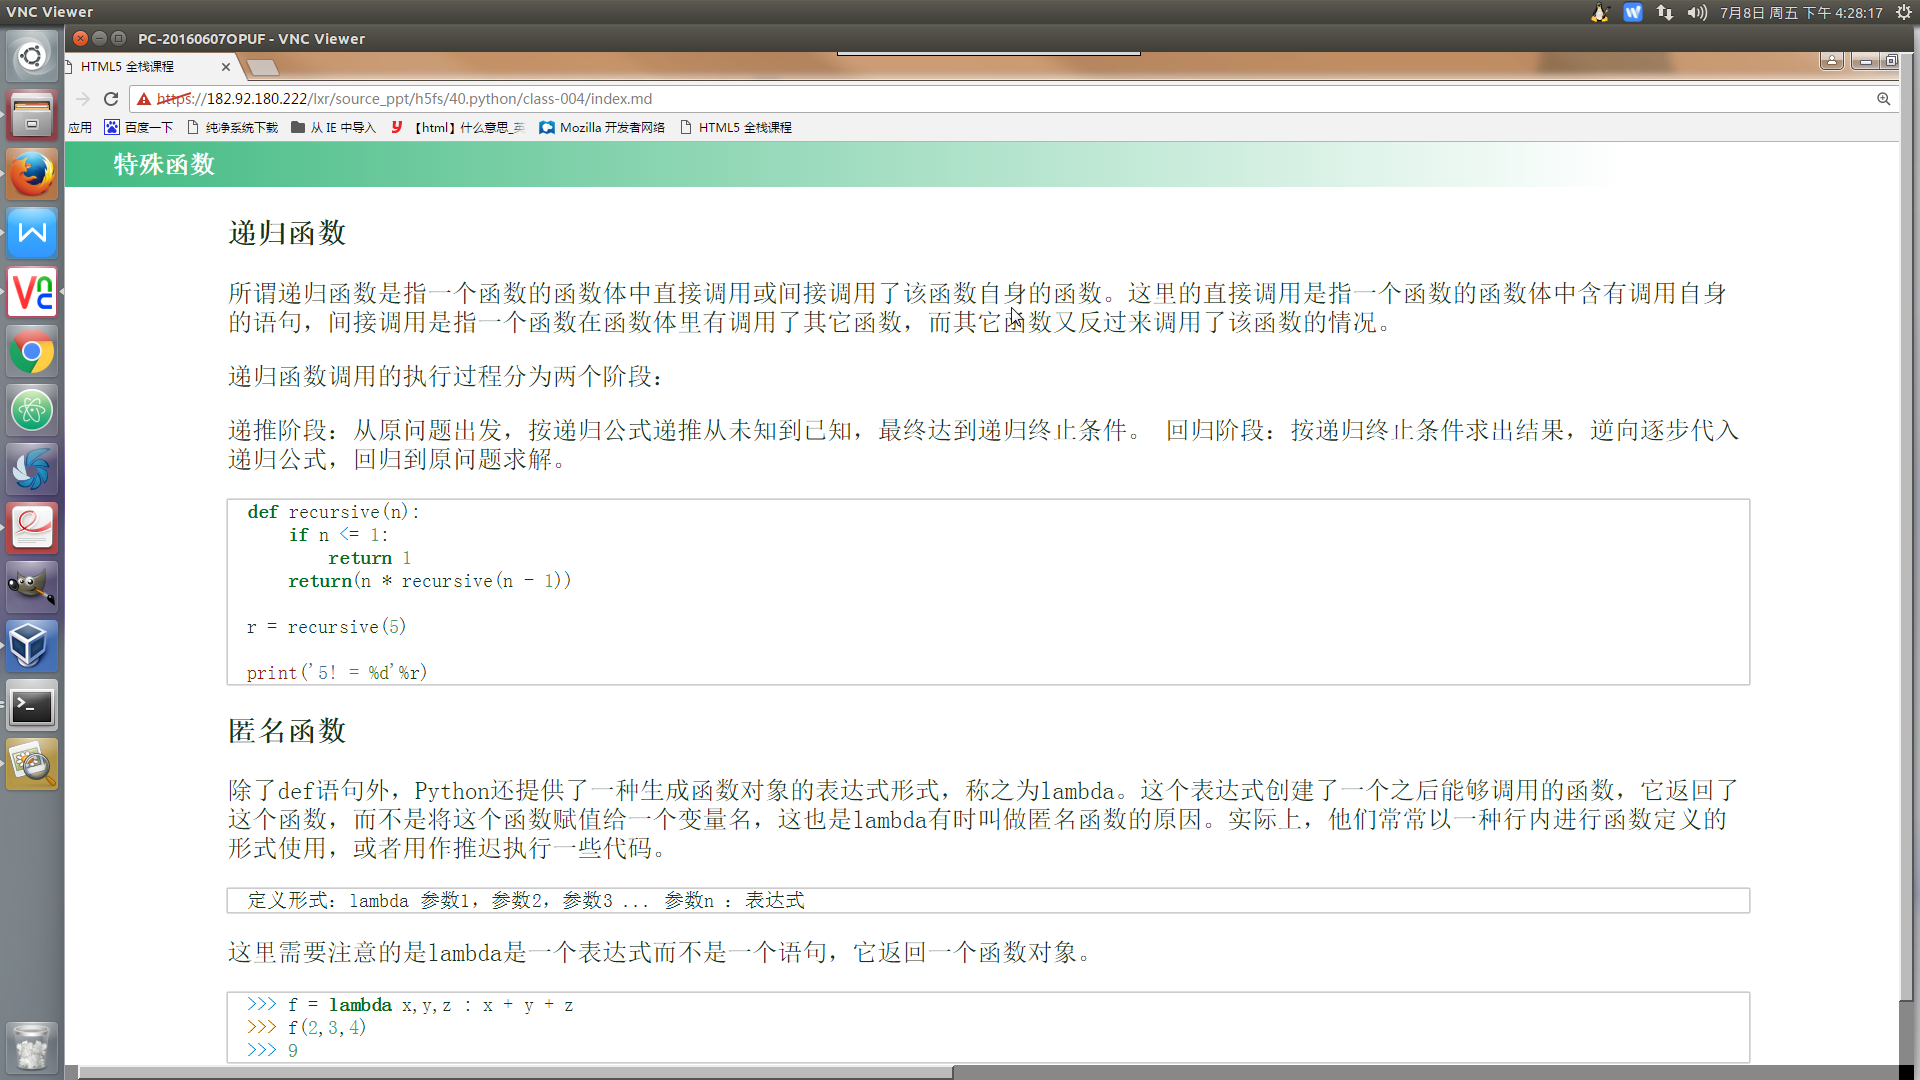 VNC Viewer
7月8日 周五 下午 4:28:17
PC-20160607OPUF - VNC Viewer
HTML5 全栈课程
https://182.92.180.222/lxr/source_ppt/h5fs/40.python/class-004/index.md
应用 百度一下 纯净系统下载 从 IE 中导入 【html】什么意思_英 Mozilla 开发者网络 HTML5 全栈课程
特殊函数
递归函数
所谓递归函数是指一个函数的函数体中直接调用或间接调用了该函数自身的函数。这里的直接调用是指一个函数的函数体中含有调用自身
的语句，间接调用是指一个函数在函数体里有调用了其它函数，而其它函数又反过来调用了该函数的情况。
递归函数调用的执行过程分为两个阶段：
递推阶段：从原问题出发，按递归公式递推从未知到已知，最终达到递归终止条件。 回归阶段：按递归终止条件求出结果，逆向逐步代入
递归公式，回归到原问题求解。
def recursive(n):
    if n <= 1:
        return 1
    return(n * recursive(n - 1))
r = recursive(5)
print('5! = %d'%r)
匿名函数
除了def语句外，Python还提供了一种生成函数对象的表达式形式，称之为lambda。这个表达式创建了一个之后能够调用的函数，它返回了
这个函数，而不是将这个函数赋值给一个变量名，这也是lambda有时叫做匿名函数的原因。实际上，他们常常以一种行内进行函数定义的
形式使用，或者用作推迟执行一些代码。
定义形式：lambda 参数1，参数2，参数3 ... 参数n : 表达式
这里需要注意的是lambda是一个表达式而不是一个语句，它返回一个函数对象。
>>> f = lambda x,y,z : x + y + z
>>> f(2,3,4)
>>> 9